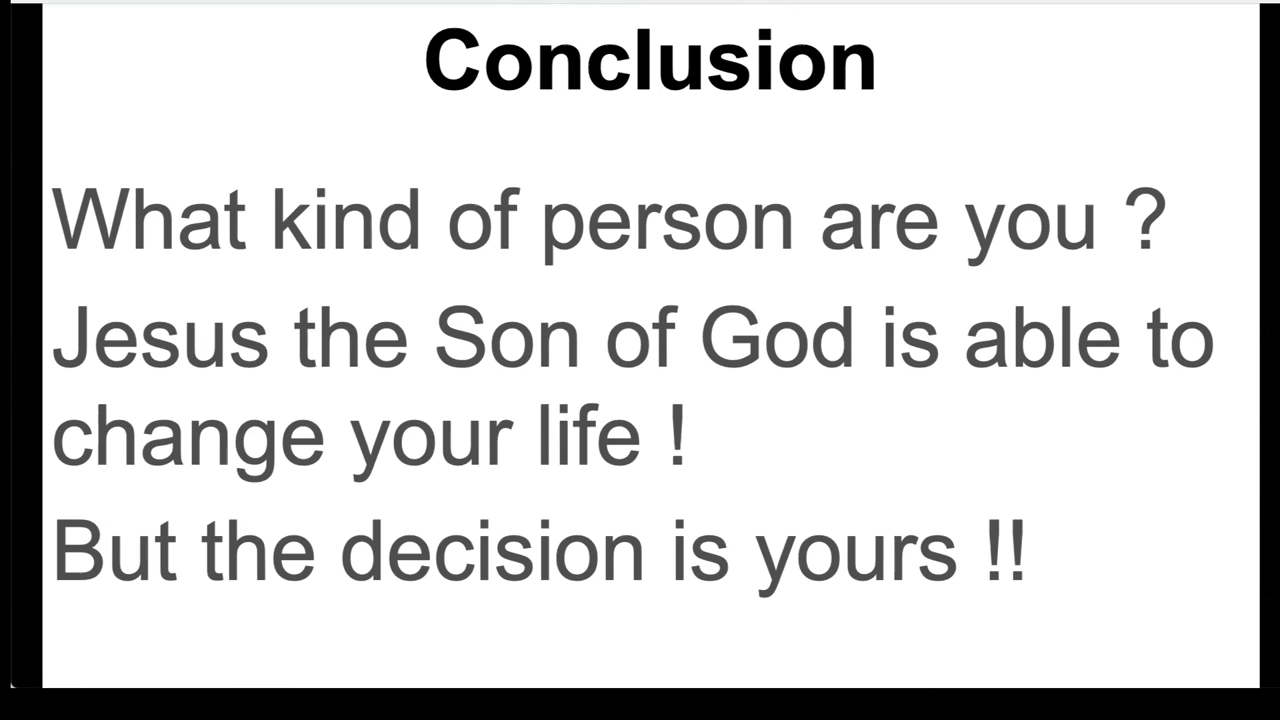 Conclusion
What kind of person are you ?
Jesus the Son of God is able to
change your life !
But the decision is yours !!